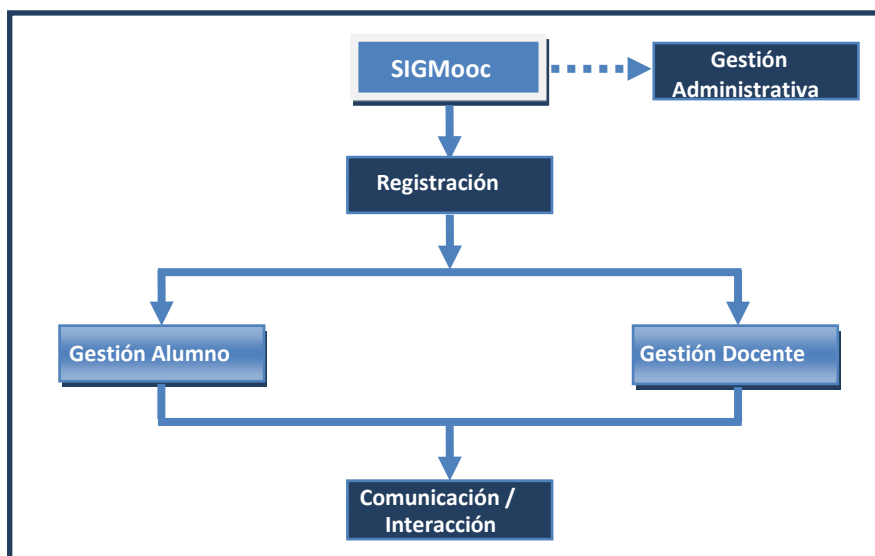 SIGMooc
Gestión
Administrativa
Registración
Gestión Alumno
Gestión Docente
Comunicación /
Interacción